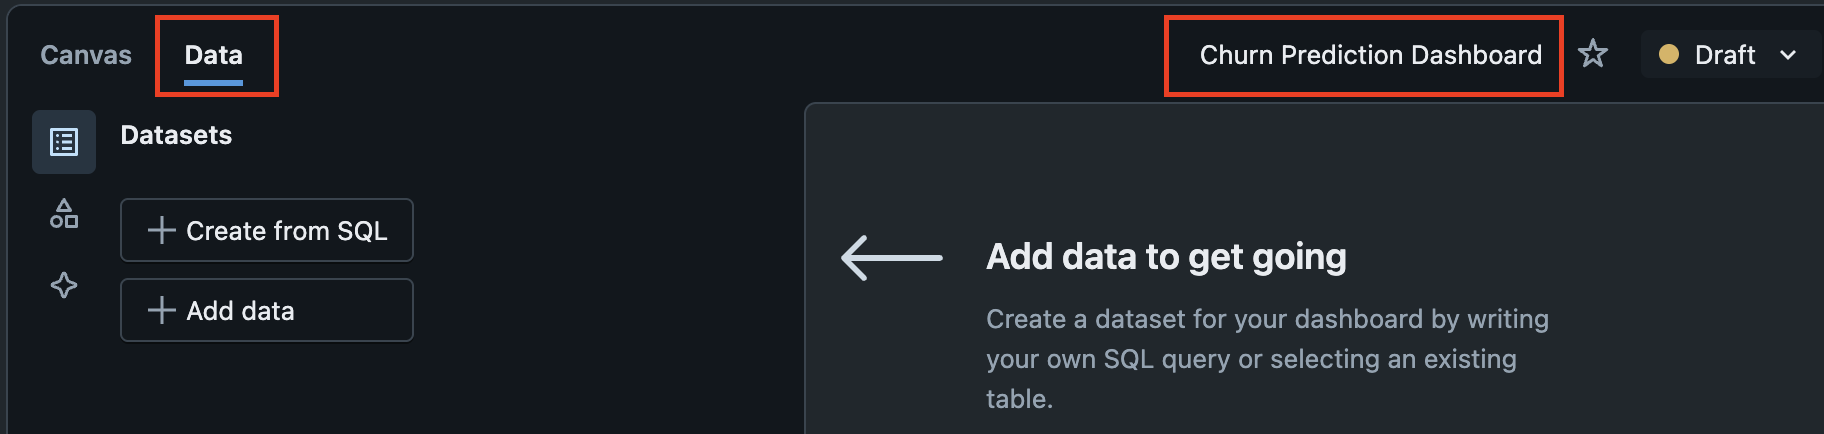 Canvas
Data
Churn Prediction Dashboard
Draft
Datasets
Create from SQL
Add data
Add data to get going
Create a dataset for your dashboard by writing
your own SQL query or selecting an existing
table.